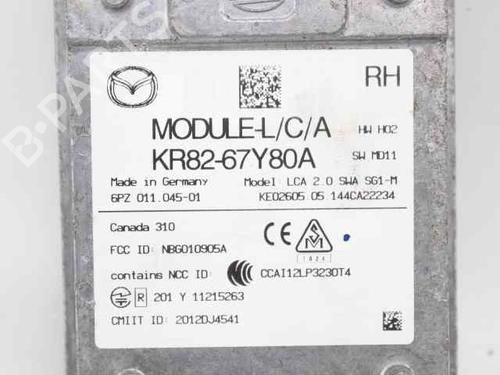 RH
MODULE-L/C/A HW H02
KR82-67Y80A SW MD11
Made in Germany Model: LCA 2.0 SWA SG1-M
6PZ 011.045-01 KE02605 05 144CA22234
Canada 310
FCC ID: NBG010905A
contains NCC ID: CCAI12LP3230T4
R 201 Y 11215263
CMIIT ID: 2012DJ4541
CE
B-PARTS